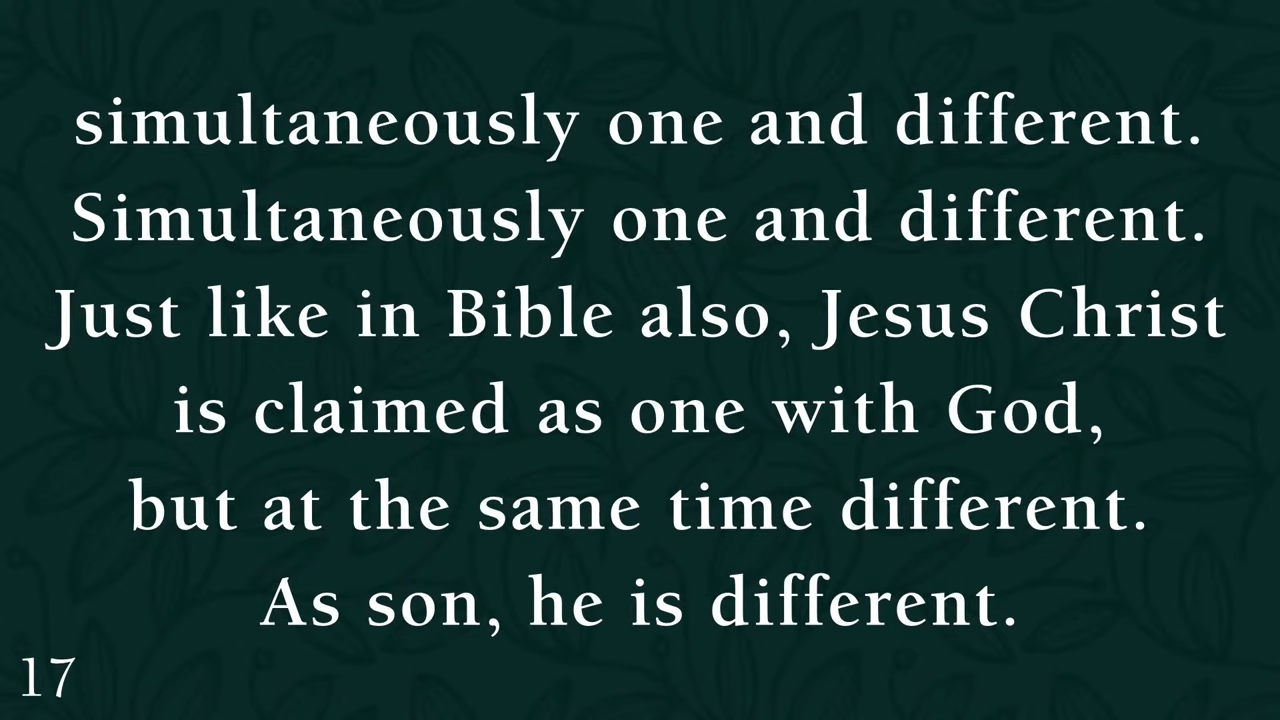 simultaneously one and different.
Simultaneously one and different.
Just like in Bible also, Jesus Christ
is claimed as one with God,
but at the same time different.
As son, he is different.
17